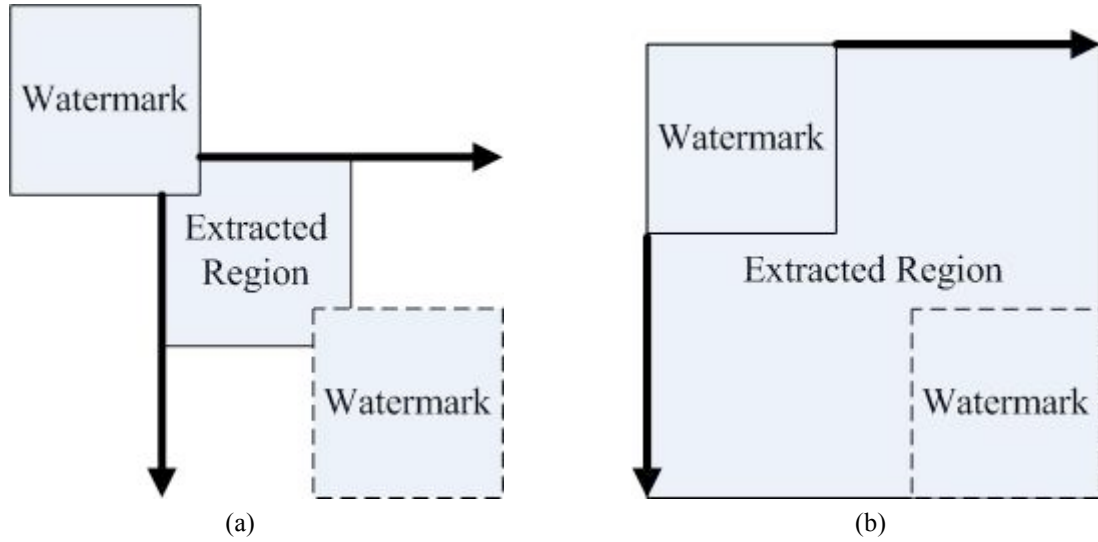 Watermark
Extracted
Region
Watermark
(a)
Watermark
Extracted Region
Watermark
(b)